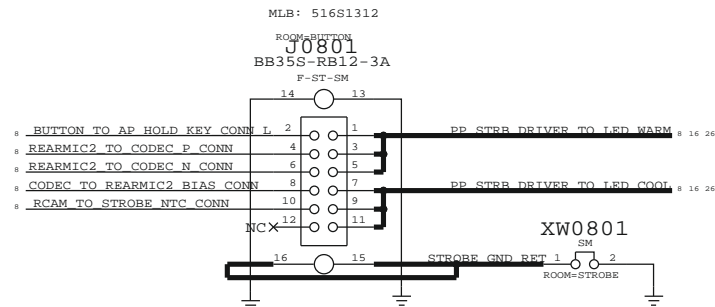 MLB: 516S1312
ROOM=BUTTON
J0801
BB35S-RB12-3A
F-ST-SM
14 13
8 BUTTON_TO_AP_HOLD_KEY_CONN_L 2 1 PP_STRB_DRIVER_TO_LED_WARM 8 16 26
8 REARMIC2_TO_CODEC_P_CONN 4 3
8 REARMIC2_TO_CODEC_N_CONN 6 5
8 CODEC_TO_REARMIC2_BIAS_CONN 8 7 PP_STRB_DRIVER_TO_LED_COOL 8 16 26
8 RCAM_TO_STROBE_NTC_CONN 10 9
NC 12 11
XW0801
SM
16 15 STROBE_GND_RET 1 2
ROOM=STROBE